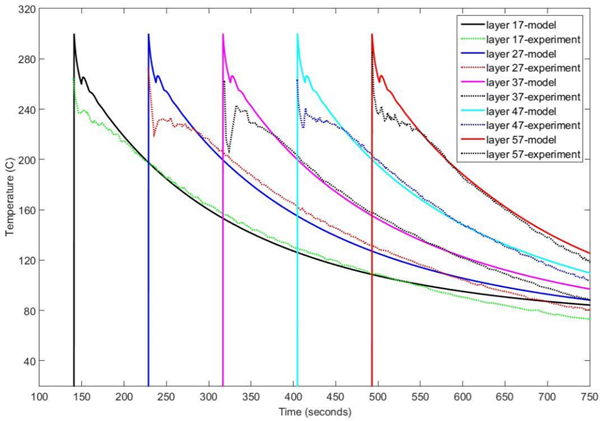 320
280
240
200
160
120
80
40
Temperature (C)
100 150 200 250 300 350 400 450 500 550 600 650 700 750
Time (seconds)
layer 17-model
layer 17-experiment
layer 27-model
layer 27-experiment
layer 37-model
layer 37-experiment
layer 47-model
layer 47-experiment
layer 57-model
layer 57-experiment